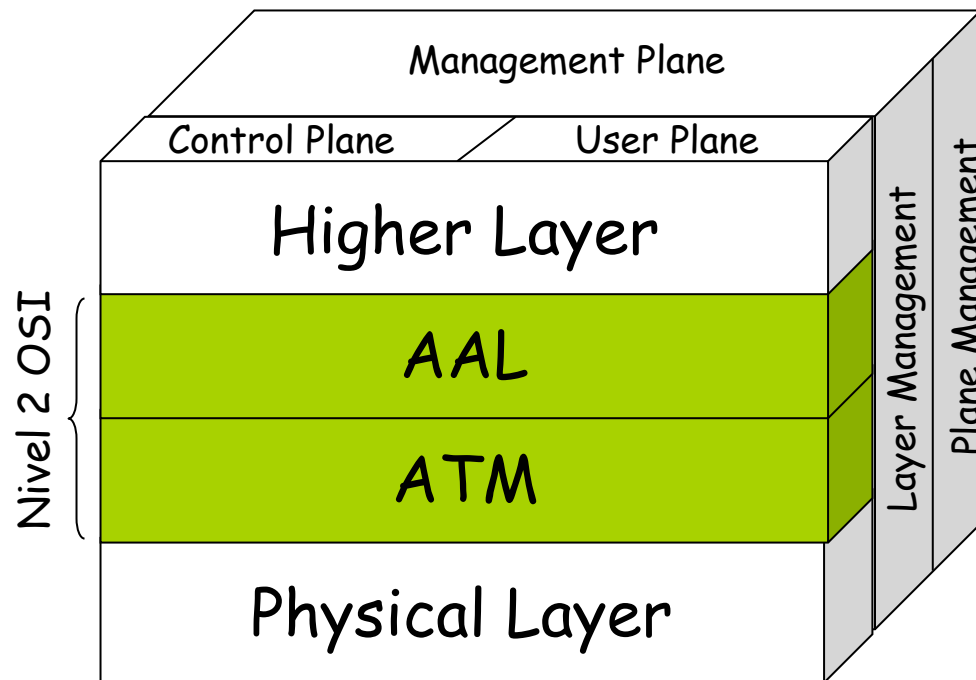 Management Plane
Control Plane
User Plane
Higher Layer
AAL
ATM
Physical Layer
Nivel 2 OSI
Layer Management
Plane Management